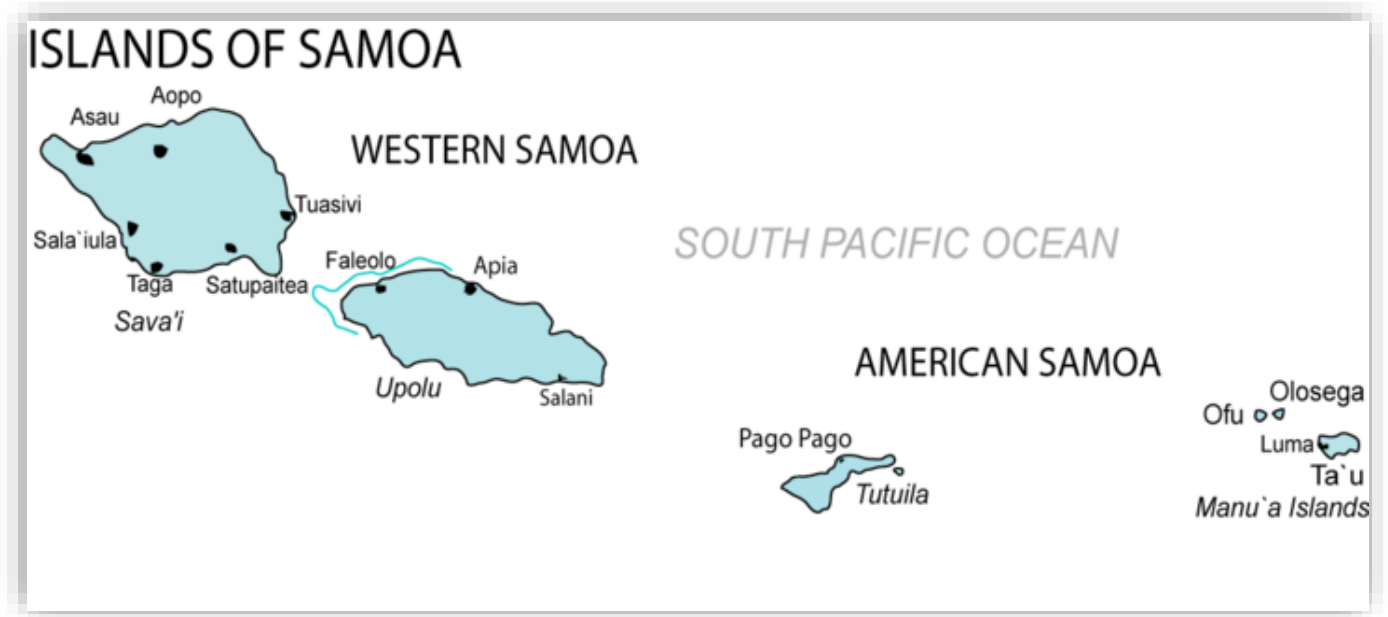 ISLANDS OF SAMOA
Aopo
Asau
WESTERN SAMOA
Tuasivi
Sala`iula
Faleolo
Apia
SOUTH PACIFIC OCEAN
Taga
Satupaitea
Sava'i
AMERICAN SAMOA
Upolu
Salani
Olosega
Ofu
Pago Pago
Luma
Ta`u
Tutuila
Manu`a Islands